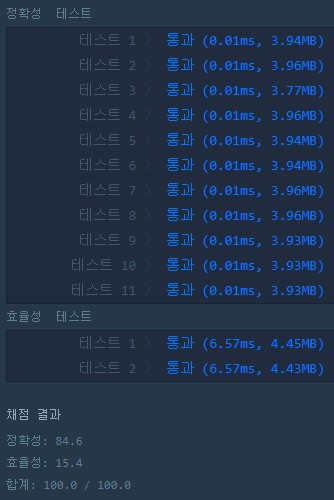 정확성 테스트
테스트 1 〉 통과 (0.01ms, 3.94MB)
테스트 2 〉 통과 (0.01ms, 3.96MB)
테스트 3 〉 통과 (0.01ms, 3.77MB)
테스트 4 〉 통과 (0.01ms, 3.96MB)
테스트 5 〉 통과 (0.01ms, 3.94MB)
테스트 6 〉 통과 (0.01ms, 3.94MB)
테스트 7 〉 통과 (0.01ms, 3.96MB)
테스트 8 〉 통과 (0.01ms, 3.96MB)
테스트 9 〉 통과 (0.01ms, 3.93MB)
테스트 10 〉 통과 (0.01ms, 3.93MB)
테스트 11 〉 통과 (0.01ms, 3.93MB)
효율성 테스트
테스트 1 〉 통과 (6.57ms, 4.45MB)
테스트 2 〉 통과 (6.57ms, 4.43MB)
채점 결과
정확성: 84.6
효율성: 15.4
합계: 100.0 / 100.0